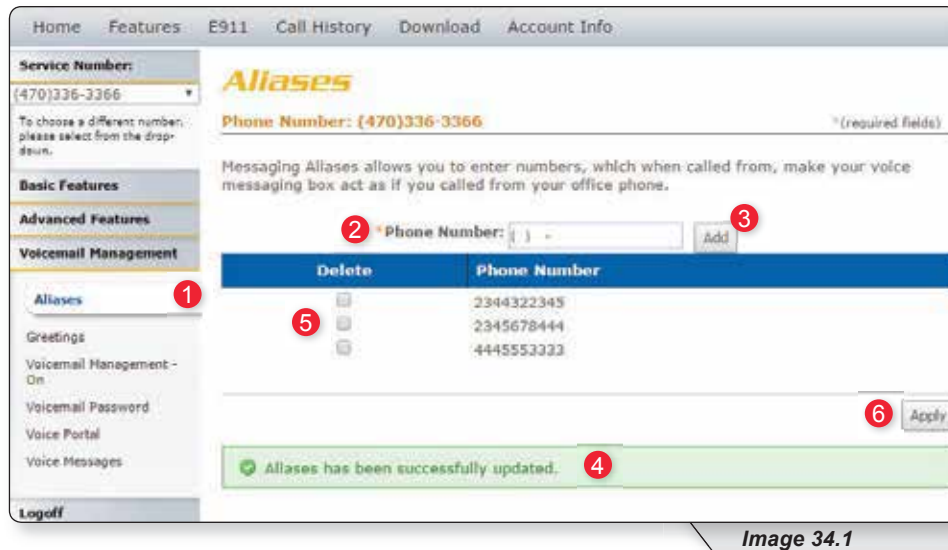 Home Features E911 Call History Download Account Info
Service Number:
(470)336-3366
To choose a different number,
please select from the drop-
down.
Basic Features
Advanced Features
Voicemail Management
1
Aliases
Greetings
Voicemail Management -
On
Voicemail Password
Voice Portal
Voice Messages
Logoff
Aliases
Phone Number: (470)336-3366 *(required fields)
Messaging Aliases allows you to enter numbers, which when called from, make your voice
messaging box act as if you called from your office phone.
2 *Phone Number: ( ) - Add 3
Delete Phone Number
2344322345
5 2345678444
4445553333
6 Apply
Aliases has been successfully updated. 4
Image 34.1